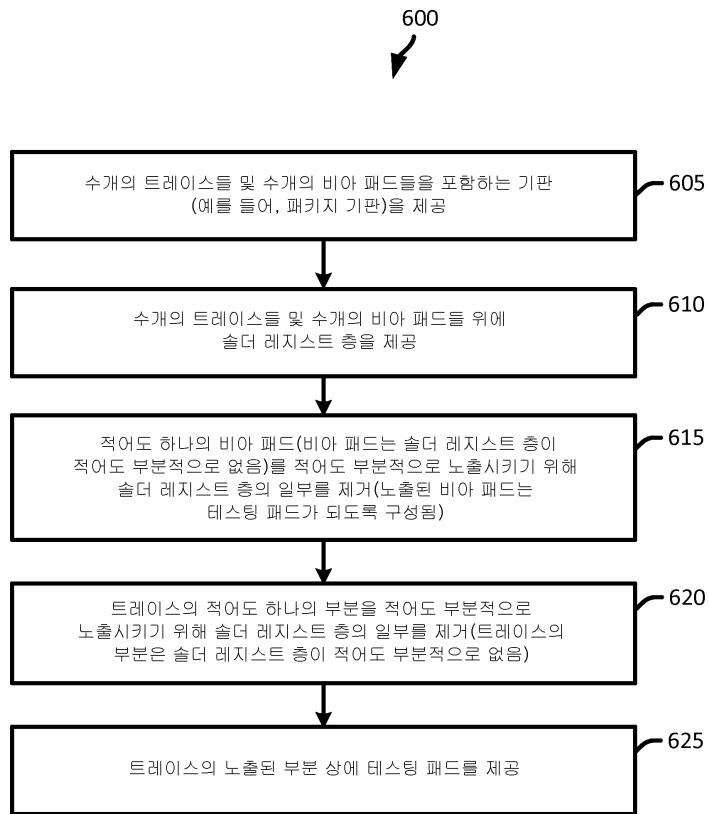 600
수개의 트레이스들 및 수개의 비아 패드들을 포함하는 기판
(예를 들어, 패키지 기판)을 제공
605
수개의 트레이스들 및 수개의 비아 패드들 위에
솔더 레지스트 층을 제공
610
적어도 하나의 비아 패드(비아 패드는 솔더 레지스트 층이
적어도 부분적으로 없음)를 적어도 부분적으로 노출시키기 위해
솔더 레지스트 층의 일부를 제거(노출된 비아 패드는
테스팅 패드가 되도록 구성됨)
615
트레이스의 적어도 하나의 부분을 적어도 부분적으로
노출시키기 위해 솔더 레지스트 층의 일부를 제거(트레이스의
부분은 솔더 레지스트 층이 적어도 부분적으로 없음)
620
트레이스의 노출된 부분 상에 테스팅 패드를 제공
625